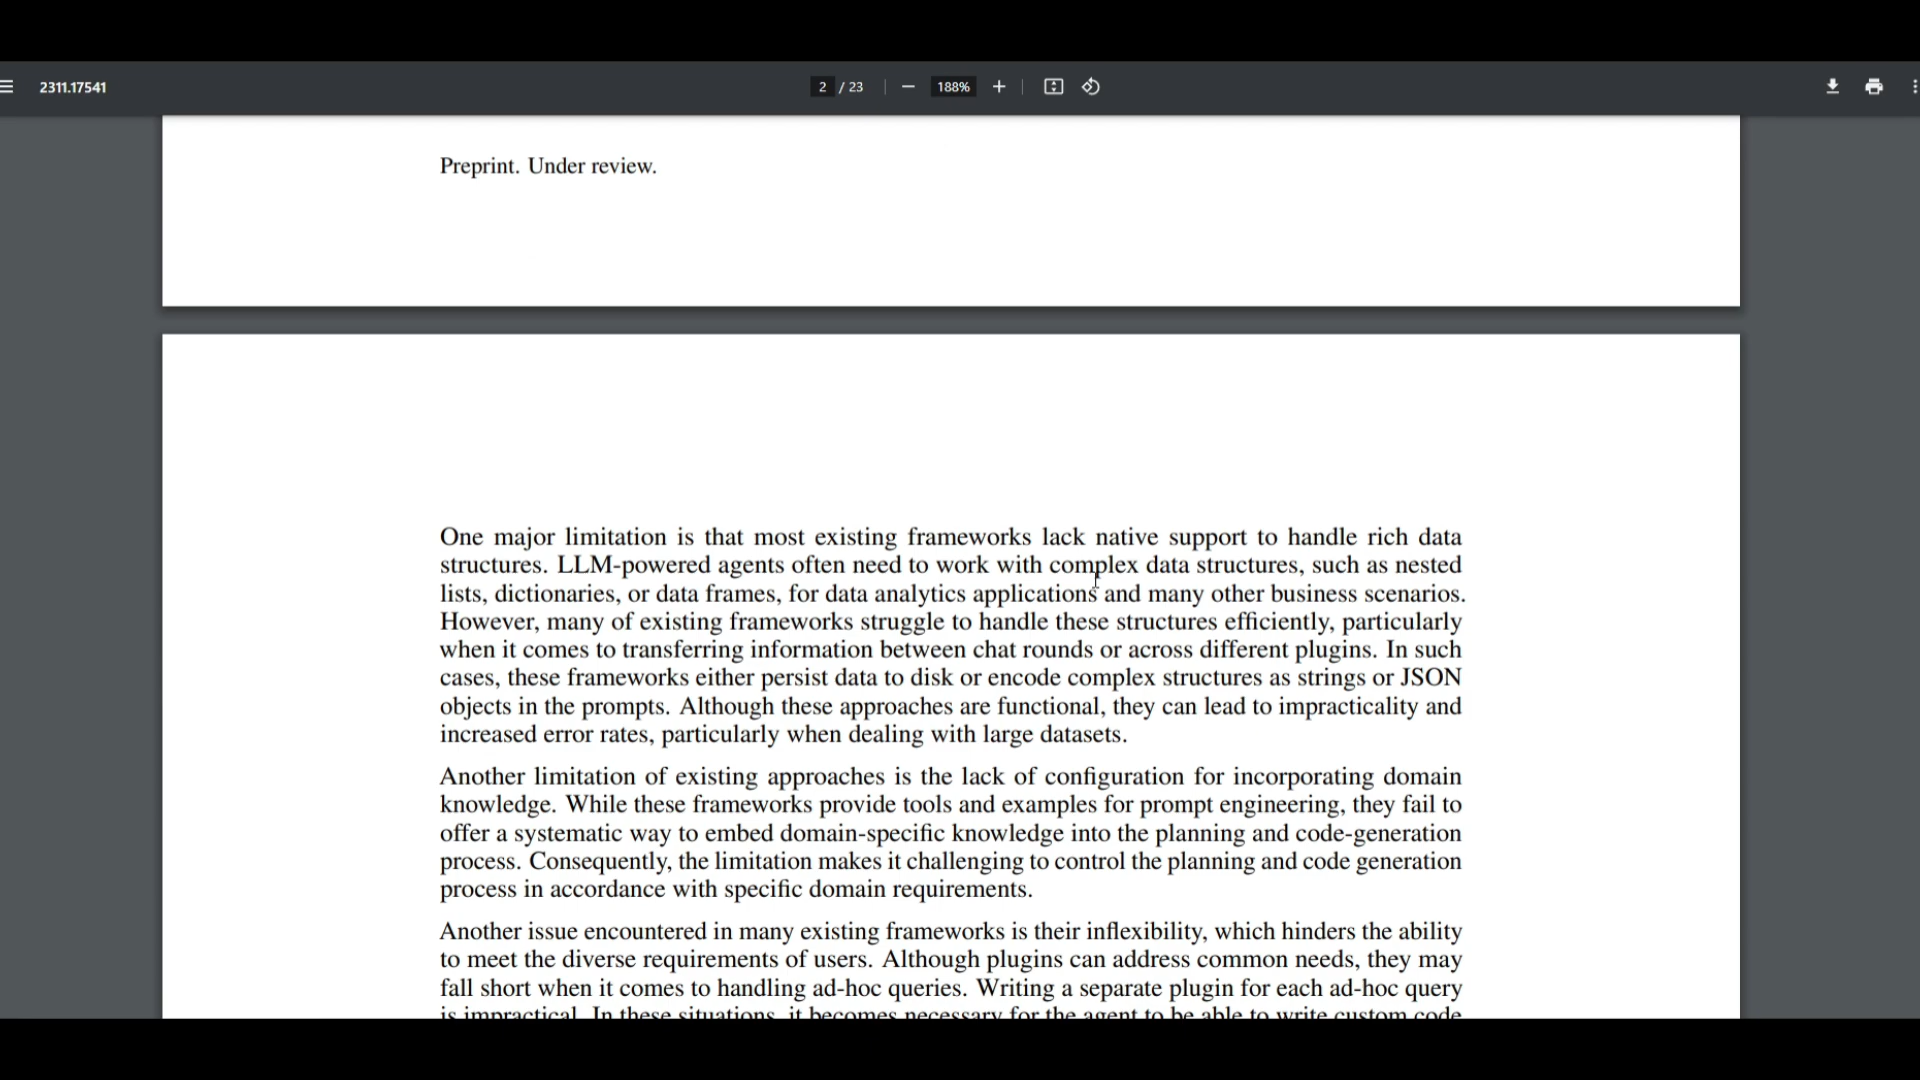 2311.17541
2 / 23
188%
Preprint. Under review.
One major limitation is that most existing frameworks lack native support to handle rich data
structures. LLM-powered agents often need to work with complex data structures, such as nested
lists, dictionaries, or data frames, for data analytics applications and many other business scenarios.
However, many of existing frameworks struggle to handle these structures efficiently, particularly
when it comes to transferring information between chat rounds or across different plugins. In such
cases, these frameworks either persist data to disk or encode complex structures as strings or JSON
objects in the prompts. Although these approaches are functional, they can lead to impracticality and
increased error rates, particularly when dealing with large datasets.
Another limitation of existing approaches is the lack of configuration for incorporating domain
knowledge. While these frameworks provide tools and examples for prompt engineering, they fail to
offer a systematic way to embed domain-specific knowledge into the planning and code-generation
process. Consequently, the limitation makes it challenging to control the planning and code generation
process in accordance with specific domain requirements.
Another issue encountered in many existing frameworks is their inflexibility, which hinders the ability
to meet the diverse requirements of users. Although plugins can address common needs, they may
fall short when it comes to handling ad-hoc queries. Writing a separate plugin for each ad-hoc query
is impractical. In these situations, it becomes necessary for the agent to be able to write custom code